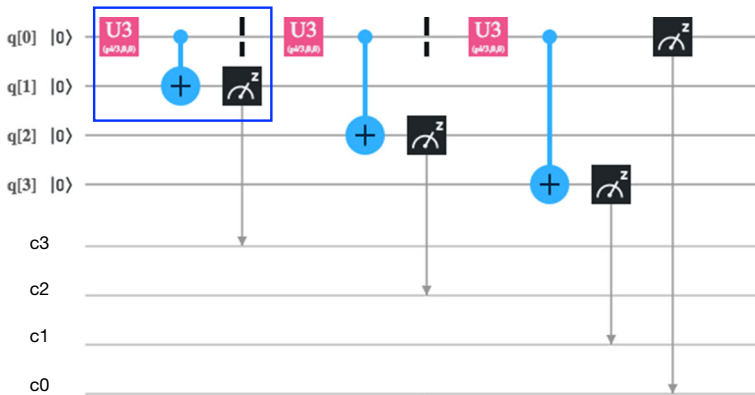 q[0] |0⟩ U3 U3 U3 z
(pi/3,0,0) (pi/3,0,0) (pi/3,0,0)
q[1] |0⟩ + z
q[2] |0⟩ + z
q[3] |0⟩ + z
c3
c2
c1
c0